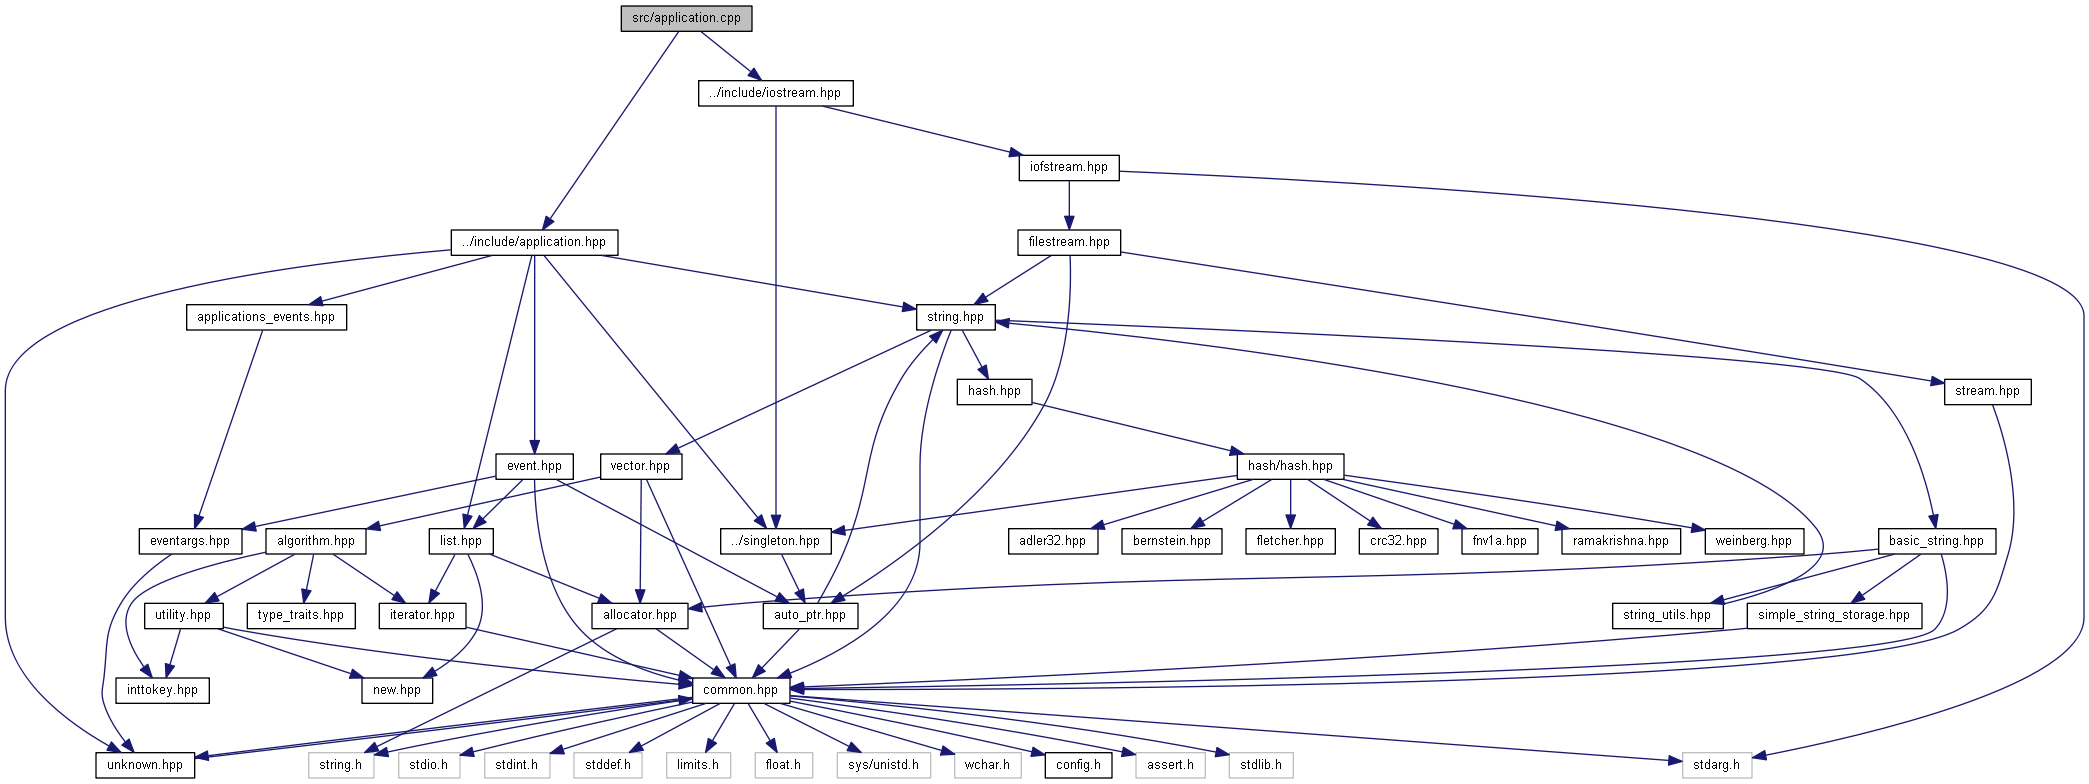 src/application.cpp
../include/iostream.hpp
iofstream.hpp
../include/application.hpp
filestream.hpp
applications_events.hpp
string.hpp
hash.hpp
stream.hpp
event.hpp
vector.hpp
hash/hash.hpp
eventargs.hpp
algorithm.hpp
list.hpp
../singleton.hpp
adler32.hpp
bernstein.hpp
fletcher.hpp
crc32.hpp
fnv1a.hpp
ramakrishna.hpp
weinberg.hpp
basic_string.hpp
utility.hpp
type_traits.hpp
iterator.hpp
allocator.hpp
auto_ptr.hpp
string_utils.hpp
simple_string_storage.hpp
inttokey.hpp
new.hpp
common.hpp
unknown.hpp
string.h
stdio.h
stdint.h
stddef.h
limits.h
float.h
sys/unistd.h
wchar.h
config.h
assert.h
stdlib.h
stdarg.h